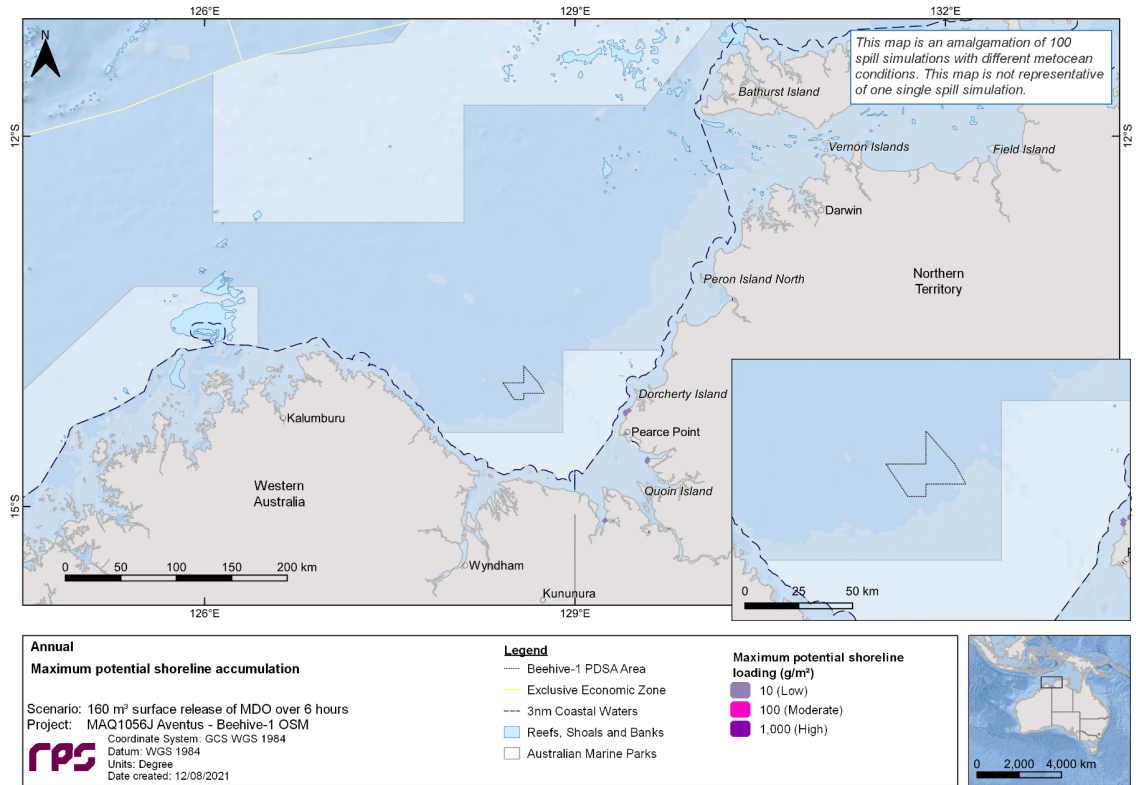 126°E
129°E
132°E
N
This map is an amalgamation of 100
spill simulations with different metocean
conditions. This map is not representative
of one single spill simulation.
Bathurst Island
12°S
12°S
Vernon Islands
Field Island
Darwin
Peron Island North
Northern
Territory
Dorcherty Island
Kalumburu
Pearce Point
Western
Australia
Quoin Island
15°S
Wyndham
0 50 100 150 200 km
Kununura
0 25 50 km
126°E
129°E
Annual
Maximum potential shoreline accumulation
Scenario: 160 m³ surface release of MDO over 6 hours
Project: MAQ1056J Aventus - Beehive-1 OSM
rps
Coordinate System: GCS WGS 1984
Datum: WGS 1984
Units: Degree
Date created: 12/08/2021
Legend
Beehive-1 PDSA Area
Exclusive Economic Zone
3nm Coastal Waters
Reefs, Shoals and Banks
Australian Marine Parks
Maximum potential shoreline
loading (g/m²)
10 (Low)
100 (Moderate)
1,000 (High)
0 2,000 4,000 km